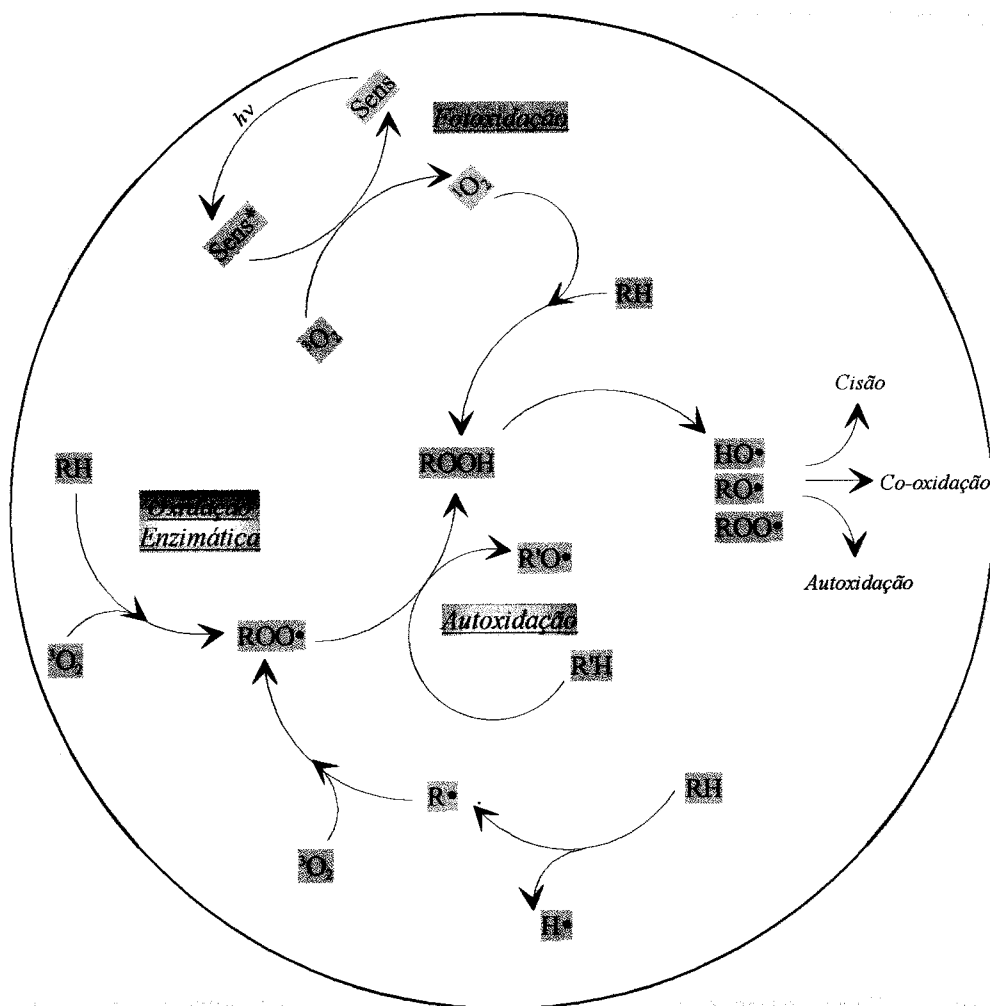 Sens
hν
Fotoxidação
¹O₂
Sens*
RH
³O₂
Cisão
ROOH
HO•
RH
RO•
Co-oxidação
Oxidação
ROO•
Enzimática
R'O•
Autoxidação
Autoxidação
ROO•
³O₂
R'H
R•
RH
³O₂
H•